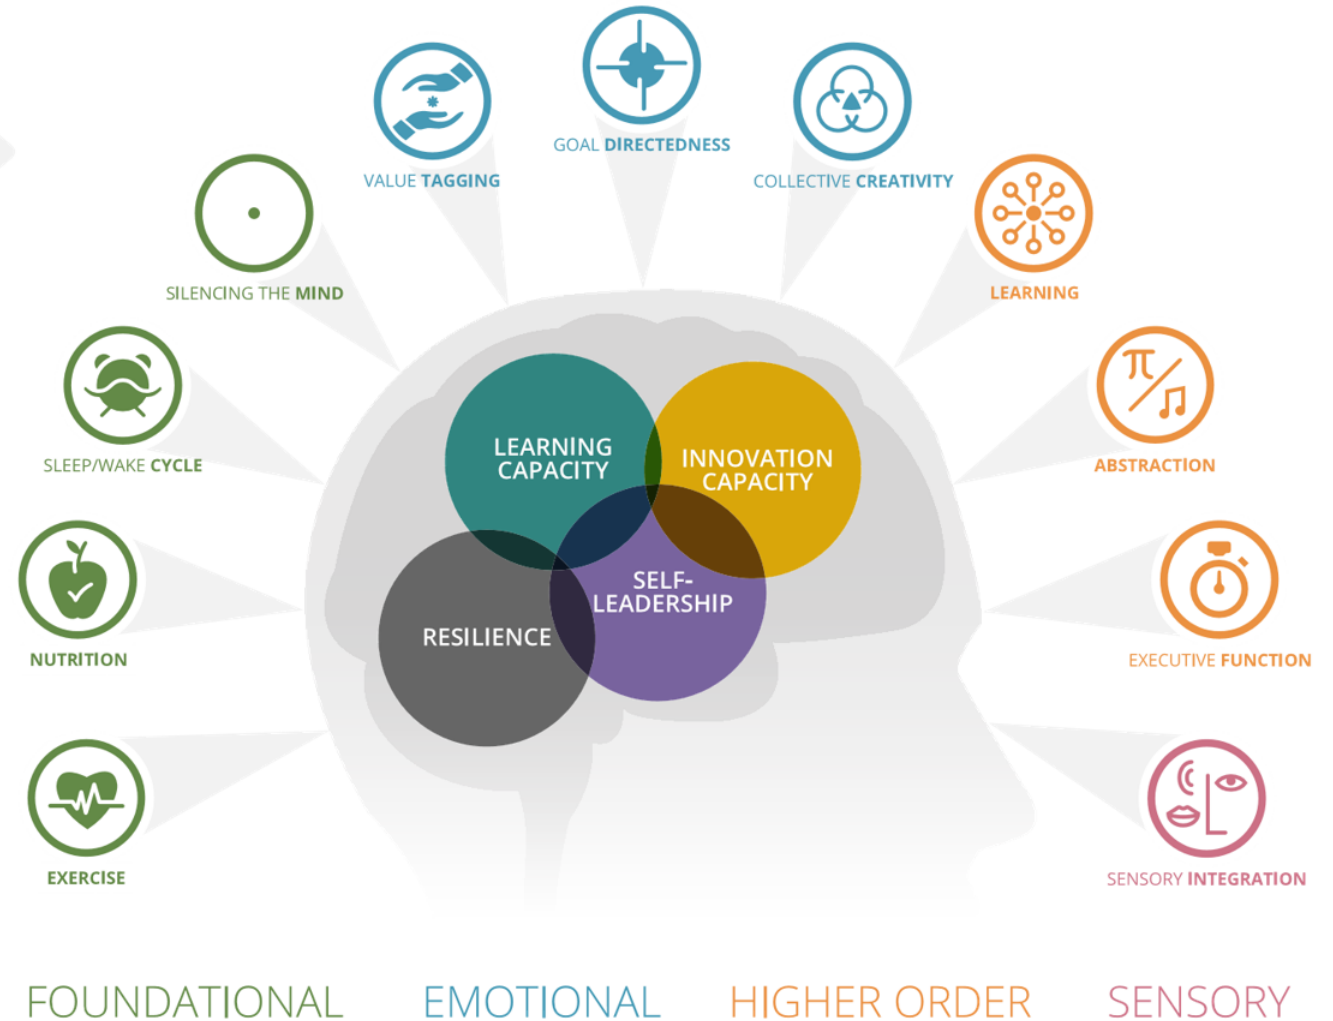 GOAL DIRECTEDNESS
VALUE TAGGING
COLLECTIVE CREATIVITY
SILENCING THE MIND
LEARNING
SLEEP/WAKE CYCLE
ABSTRACTION
LEARNING
CAPACITY
INNOVATION
CAPACITY
SELF-
LEADERSHIP
RESILIENCE
NUTRITION
EXECUTIVE FUNCTION
EXERCISE
SENSORY INTEGRATION
FOUNDATIONAL
EMOTIONAL
HIGHER ORDER
SENSORY